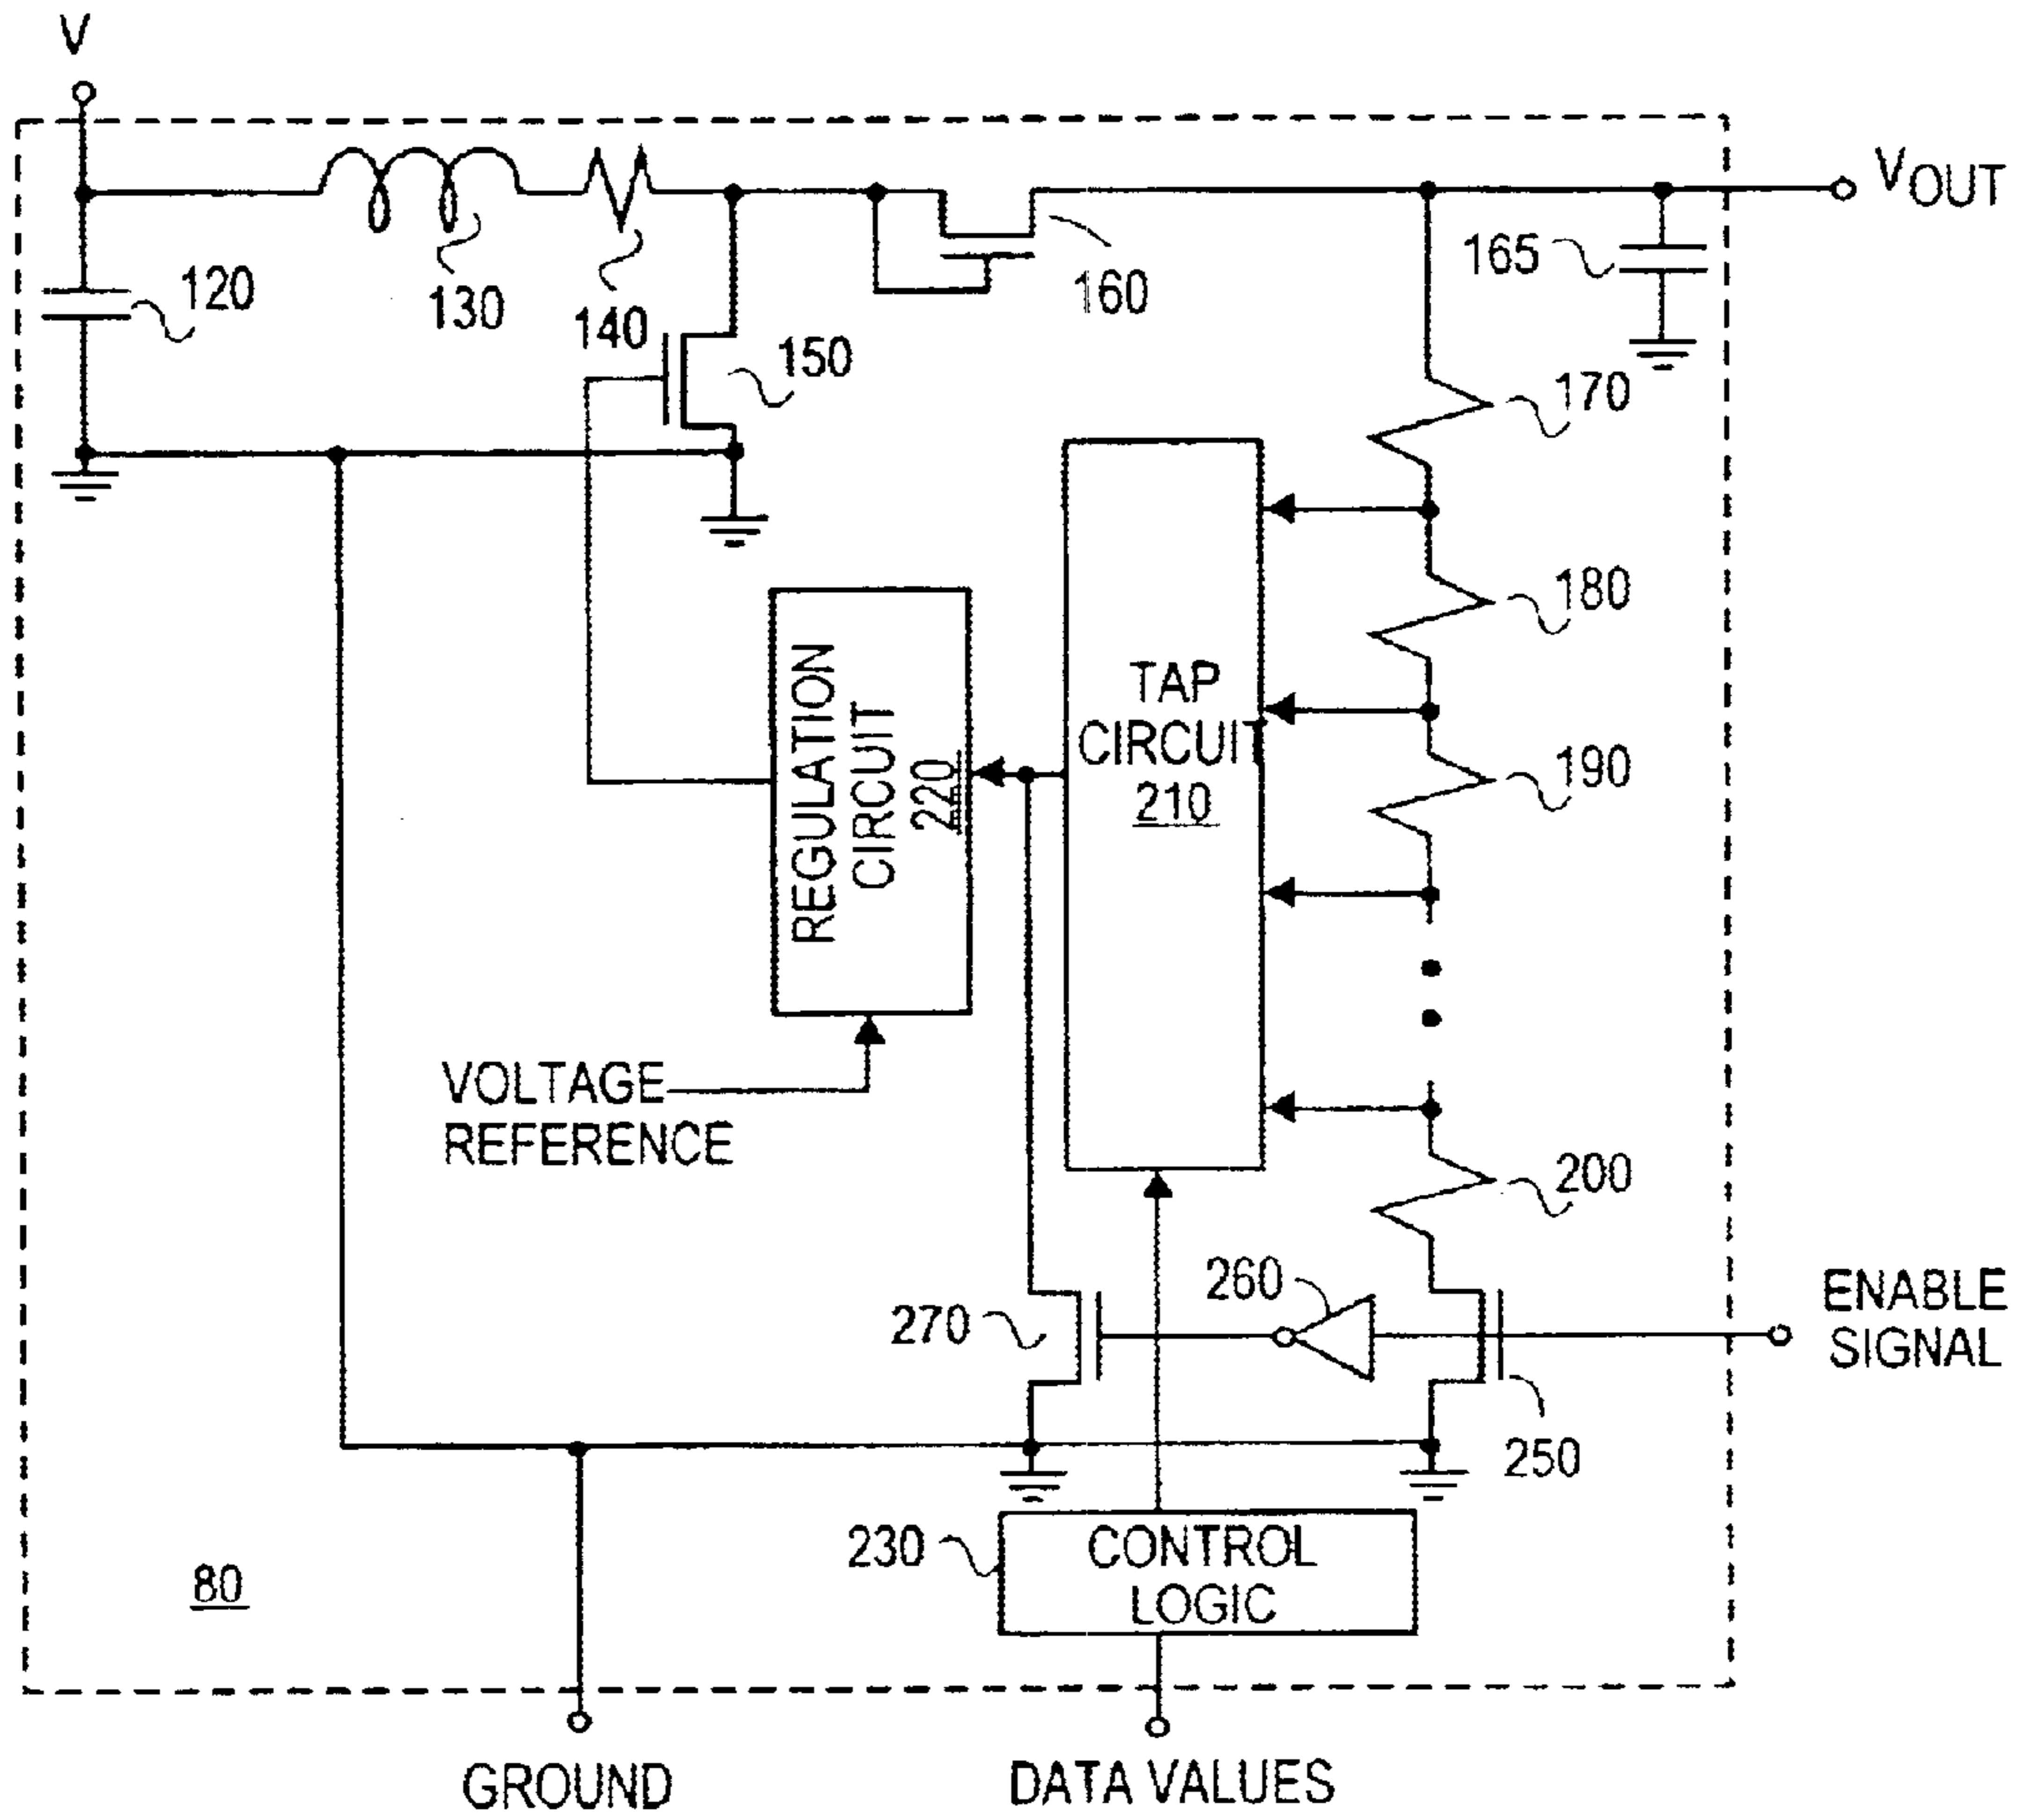 V
VOUT
120
130
140
150
160
165
170
180
190
TAP
CIRCUIT
210
REGULATION
CIRCUIT
220
VOLTAGE
REFERENCE
200
260
270
ENABLE
SIGNAL
250
230
CONTROL
LOGIC
80
GROUND
DATA VALUES